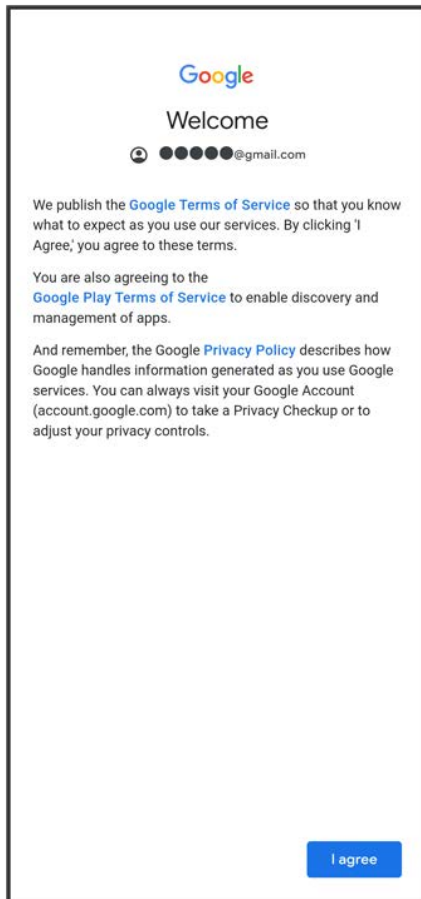 Google
Welcome
●●●●●@gmail.com
We publish the Google Terms of Service so that you know
what to expect as you use our services. By clicking 'I
Agree,' you agree to these terms.
You are also agreeing to the
Google Play Terms of Service to enable discovery and
management of apps.
And remember, the Google Privacy Policy describes how
Google handles information generated as you use Google
services. You can always visit your Google Account
(account.google.com) to take a Privacy Checkup or to
adjust your privacy controls.
I agree